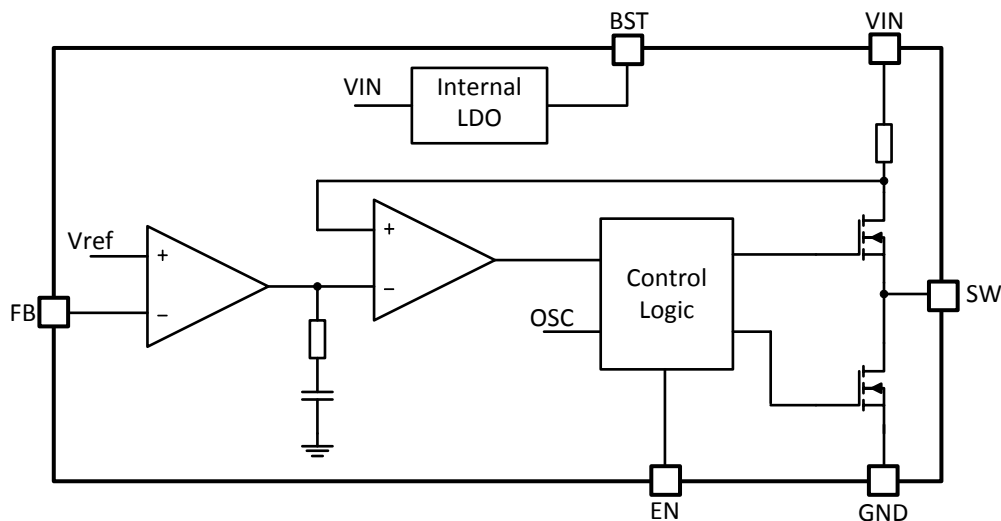 BST
VIN
VIN
Internal
LDO
+
Vref
+
−
−
FB
Control
Logic
OSC
SW
EN
GND